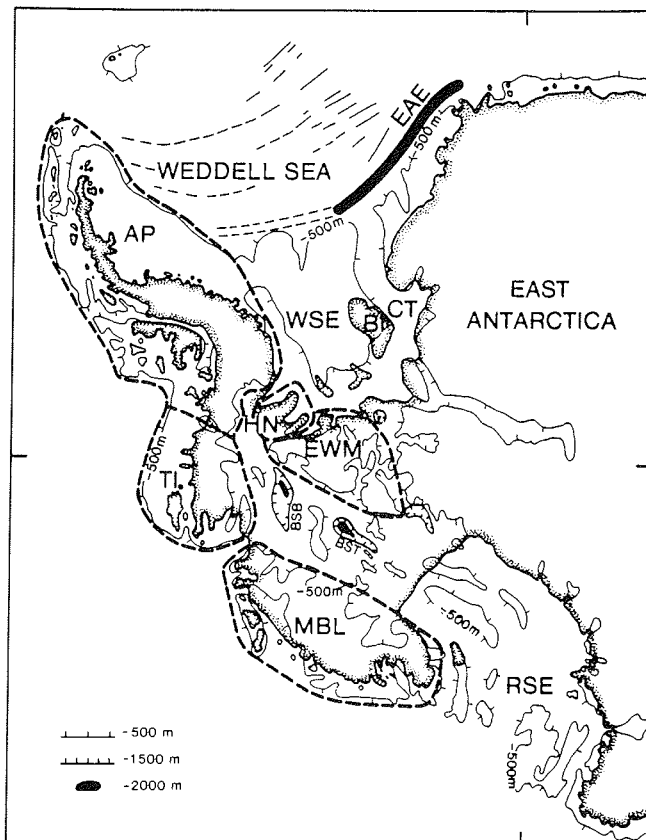 EAE
-500m
WEDDELL SEA
AP
-500m
WSE
BI
CT
EAST
ANTARCTICA
HN
EWM
-500m
TI.
BSB
BST
-500m
MBL
-500m
RSE
-500m
-500 m
-1500 m
-2000 m